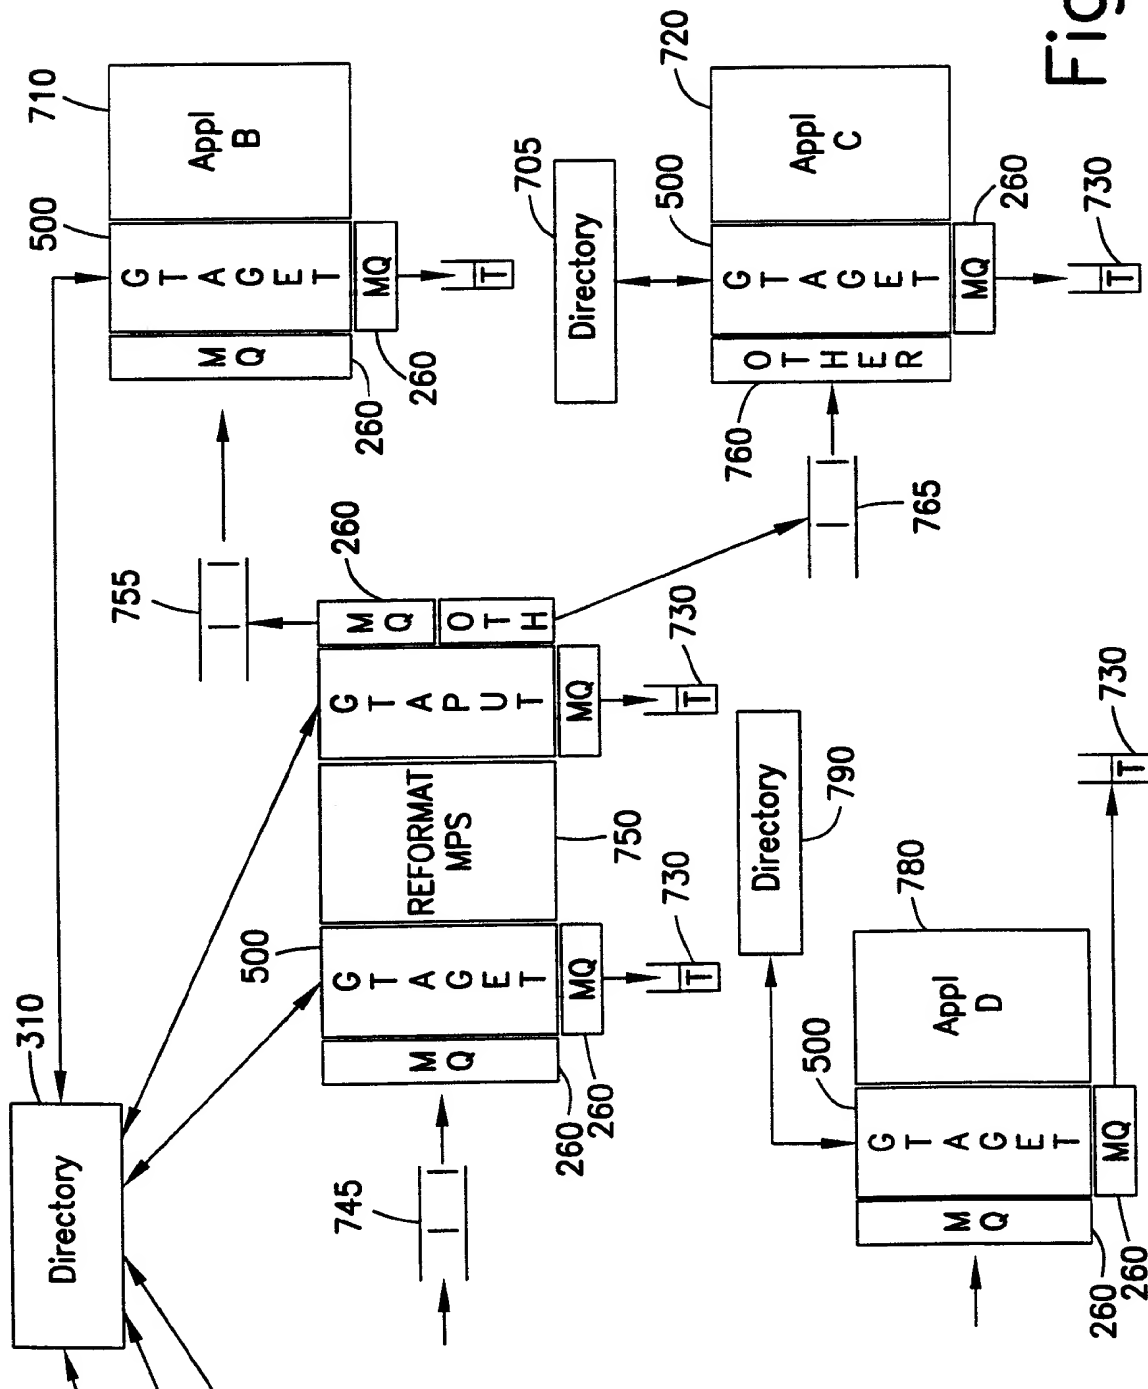 Directory
310
710
500
Appl
B
G T A G E T
M Q
MQ
260
260
T
755
260
M Q
O T H
G T A P U T
MQ
730
T
REFORMAT
MPS
750
500
G T A G E T
MQ
730
T
M Q
260
260
745
705
Directory
720
500
Appl
C
G T A G E T
O T H E R
760
765
MQ
260
730
T
790
Directory
780
500
Appl
D
G T A G E T
M Q
MQ
260
260
730
T